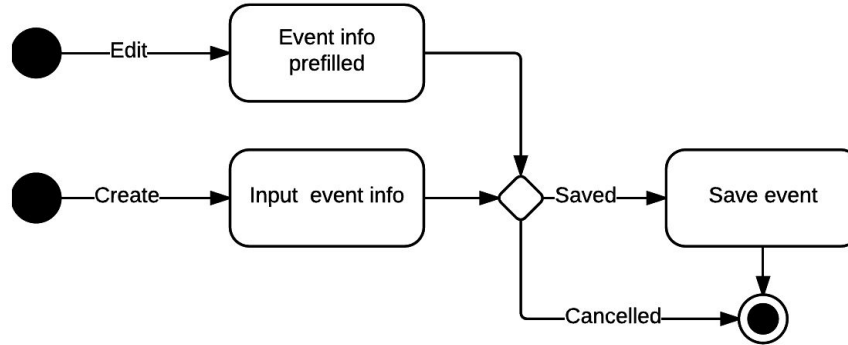 Edit
Event info
prefilled
Create
Input event info
Saved
Save event
Cancelled